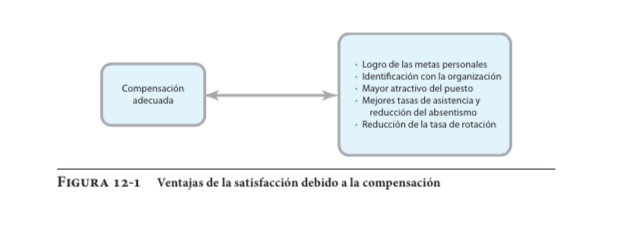 Compensación
adecuada
• Logro de las metas personales
• Identificación con la organización
• Mayor atractivo del puesto
• Mejores tasas de asistencia y
reducción del absentismo
• Reducción de la tasa de rotación
FIGURA 12-1 Ventajas de la satisfacción debido a la compensación